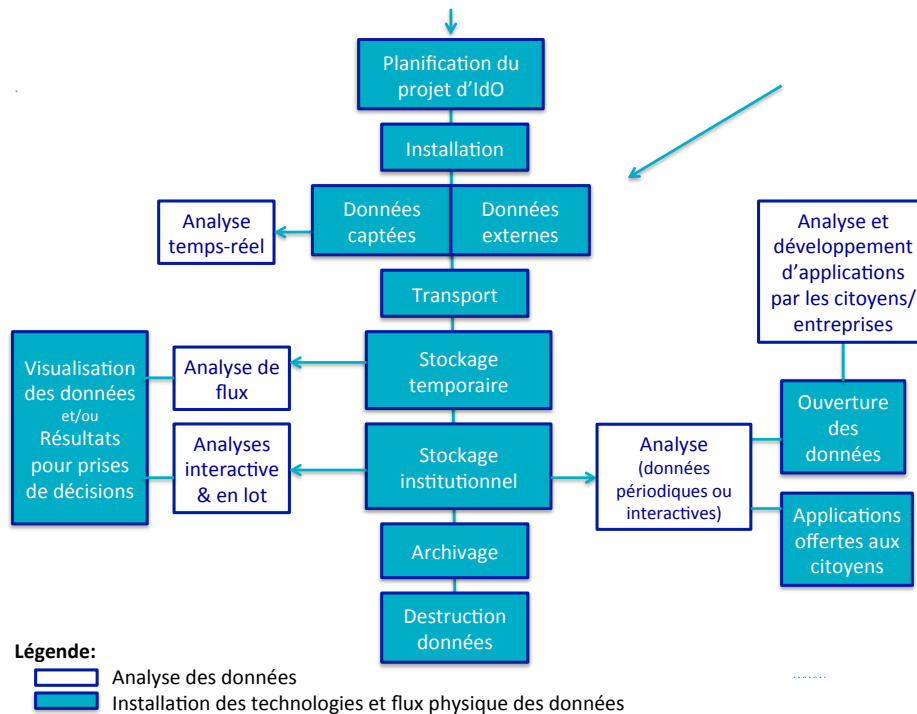 Planification du
projet d'IdO
Installation
Analyse
temps-réel
Données
captées
Données
externes
Analyse et
développement
d'applications
par les citoyens/
entreprises
Transport
Visualisation
des données
et/ou
Résultats
pour prises
de décisions
Analyse de
flux
Stockage
temporaire
Ouverture
des
données
Analyses
interactive
& en lot
Stockage
institutionnel
Analyse
(données
périodiques ou
interactives)
Applications
offertes aux
citoyens
Archivage
Destruction
données
Légende:
Analyse des données
Installation des technologies et flux physique des données